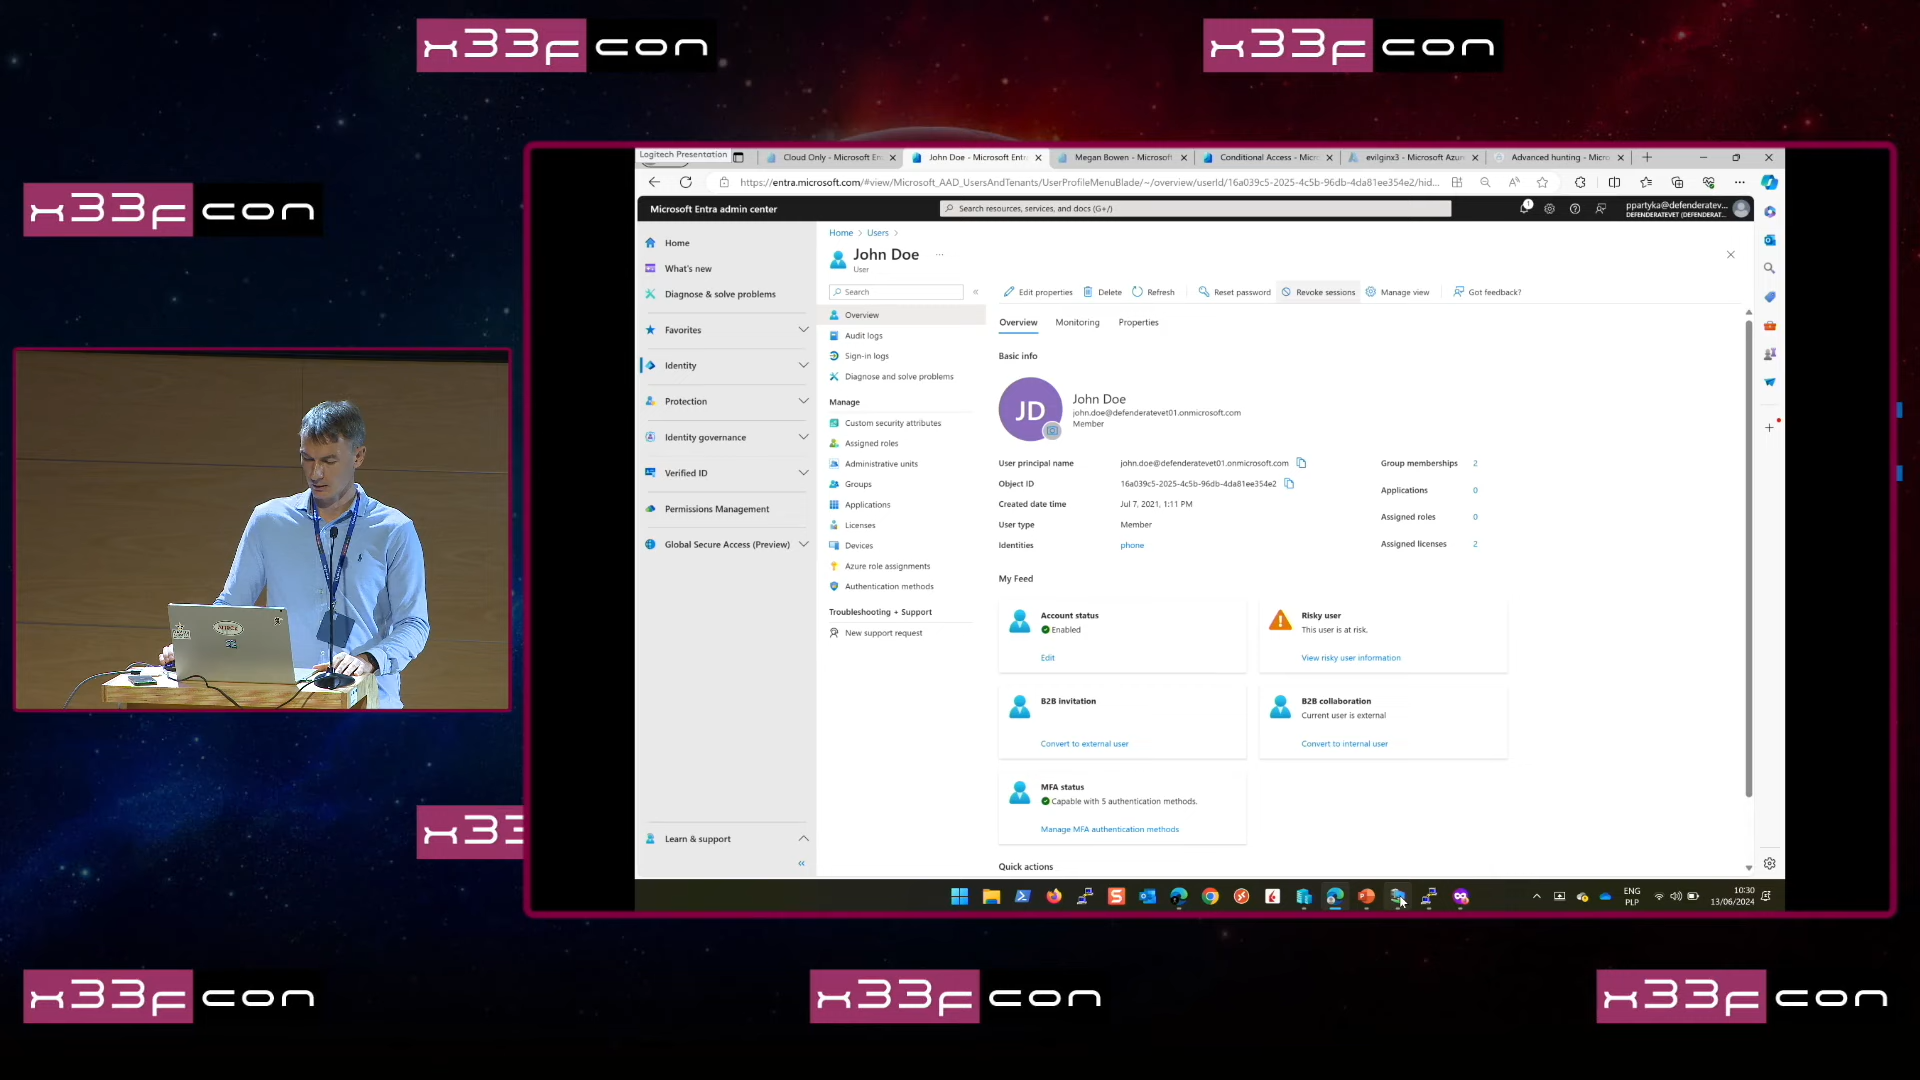 x33fcon
x33fcon
x33fcon
x33
x33fcon
x33fcon
x33fcon
Logitech Presentation
Cloud Only - Microsoft En
John Doe - Microsoft Entr
Megan Bowen - Microsoft
Conditional Access - Micr
evilginx3 - Microsoft Azur
Advanced hunting - Micro
https://entra.microsoft.com/#view/Microsoft_AAD_UsersAndTenants/UserProfileMenuBlade/~/overview/userId/16a039c5-2025-4c5b-96db-4da81ee354e2/hid...
Microsoft Entra admin center
Search resources, services, and docs (G+/)
1
ppartyka@defenderatev...
DEFENDERATEVET (DEFENDERAT...
Home
What's new
Diagnose & solve problems
Favorites
Identity
Protection
Identity governance
Verified ID
Permissions Management
Global Secure Access (Preview)
Learn & support
Home > Users >
John Doe ...
User
Search
Overview
Audit logs
Sign-in logs
Diagnose and solve problems
Manage
Custom security attributes
Assigned roles
Administrative units
Groups
Applications
Licenses
Devices
Azure role assignments
Authentication methods
Troubleshooting + Support
New support request
Edit properties Delete Refresh Reset password Revoke sessions Manage view Got feedback?
Overview Monitoring Properties
Basic info
JD
John Doe
john.doe@defenderatevet01.onmicrosoft.com
Member
User principal name john.doe@defenderatevet01.onmicrosoft.com
Object ID 16a039c5-2025-4c5b-96db-4da81ee354e2
Created date time Jul 7, 2021, 1:11 PM
User type Member
Identities phone
Group memberships 2
Applications 0
Assigned roles 0
Assigned licenses 2
My Feed
Account status
Enabled
Edit
Risky user
This user is at risk.
View risky user information
B2B invitation
Convert to external user
B2B collaboration
Current user is external
Convert to internal user
MFA status
Capable with 5 authentication methods.
Manage MFA authentication methods
Quick actions
ENG
PLP
10:30
13/06/2024